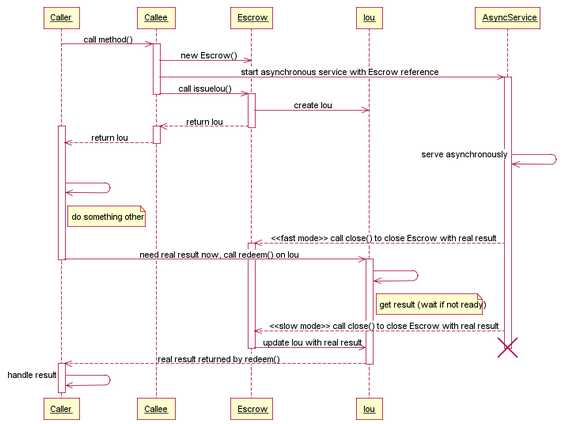 Caller Callee Escrow Iou AsyncService
call method()
new Escrow()
start asynchronous service with Escrow reference
call issueIou()
create Iou
return Iou
return Iou
serve asynchronously
do something other
<<fast mode>> call close() to close Escrow with real result
need real result now, call redeem() on Iou
get result (wait if not ready)
<<slow mode>> call close() to close Escrow with real result
update Iou with real result
real result returned by redeem()
handle result
Caller Callee Escrow Iou